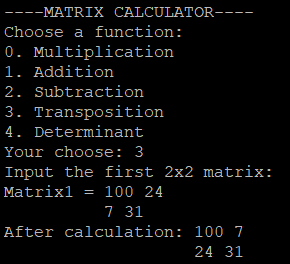 ----MATRIX CALCULATOR----
Choose a function:
0. Multiplication
1. Addition
2. Subtraction
3. Transposition
4. Determinant
Your choose: 3
Input the first 2x2 matrix:
Matrix1 = 100 24
7 31
After calculation: 100 7
24 31